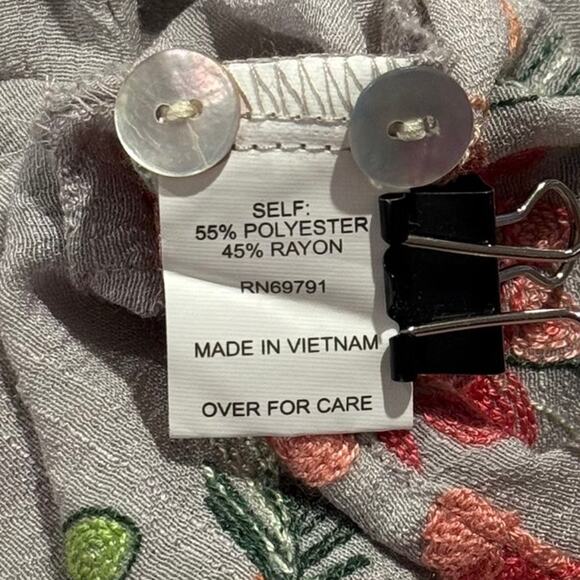 SELF:
55% POLYESTER
45% RAYON
RN69791
MADE IN VIETNAM
OVER FOR CARE